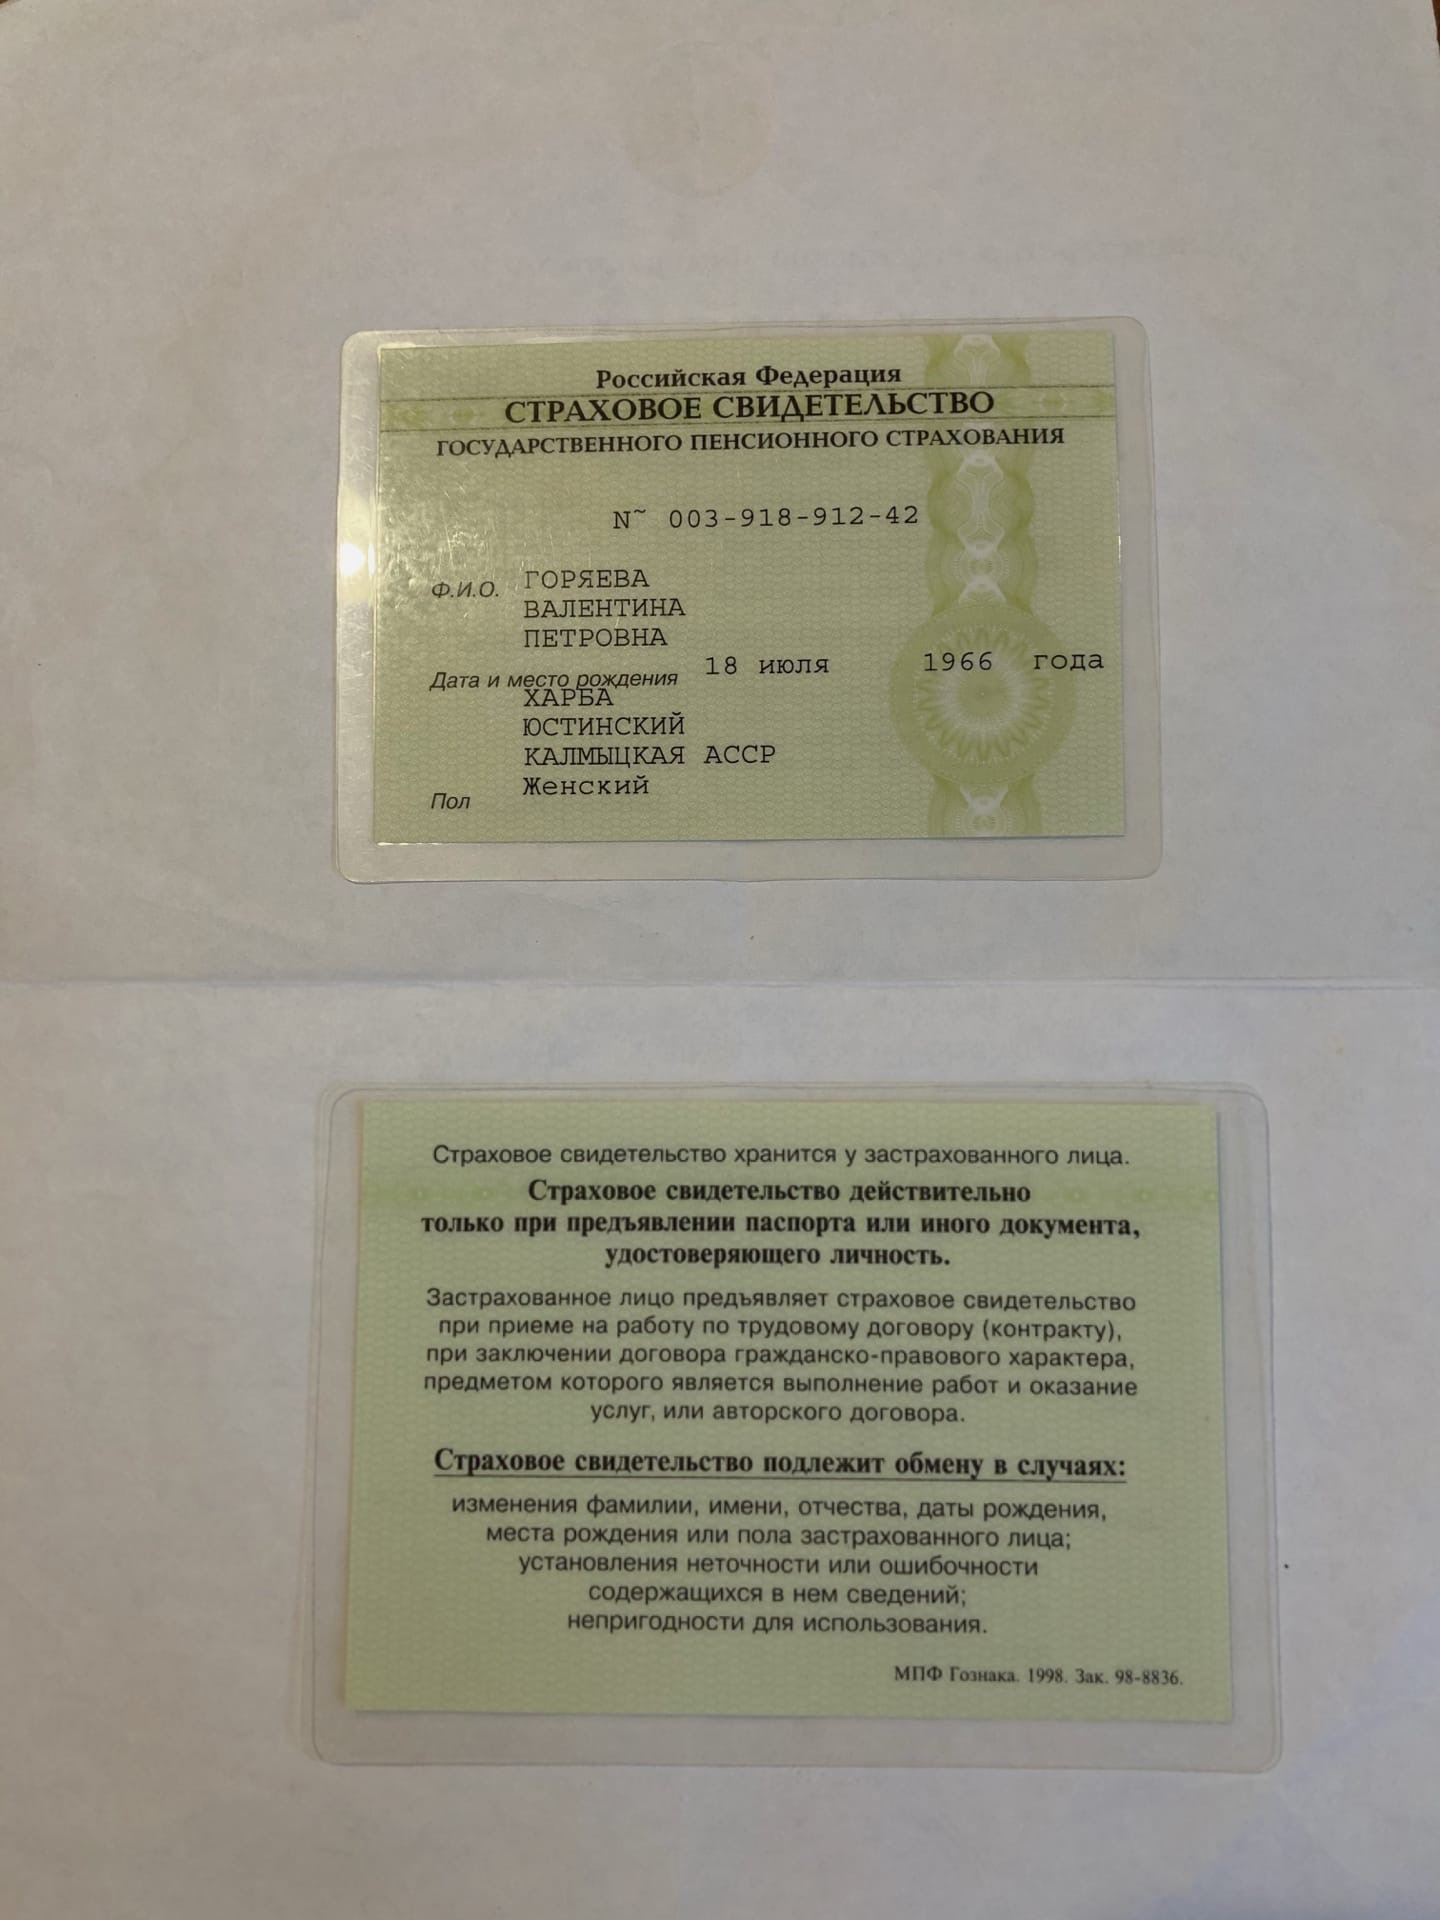 Российская Федерация
СТРАХОВОЕ СВИДЕТЕЛЬСТВО
ГОСУДАРСТВЕННОГО ПЕНСИОННОГО СТРАХОВАНИЯ
N~ 003-918-912-42
Ф.И.О. ГОРЯЕВА
ВАЛЕНТИНА
ПЕТРОВНА
Дата и место рождения 18 июля 1966 года
ХАРБА
ЮСТИНСКИЙ
КАЛМЫЦКАЯ АССР
Пол Женский
Страховое свидетельство хранится у застрахованного лица.
Страховое свидетельство действительно
только при предъявлении паспорта или иного документа,
удостоверяющего личность.
Застрахованное лицо предъявляет страховое свидетельство
при приеме на работу по трудовому договору (контракту),
при заключении договора гражданско-правового характера,
предметом которого является выполнение работ и оказание
услуг, или авторского договора.
Страховое свидетельство подлежит обмену в случаях:
изменения фамилии, имени, отчества, даты рождения,
места рождения или пола застрахованного лица;
установления неточности или ошибочности
содержащихся в нем сведений;
непригодности для использования.
МПФ Гознака. 1998. Зак. 98-8836.